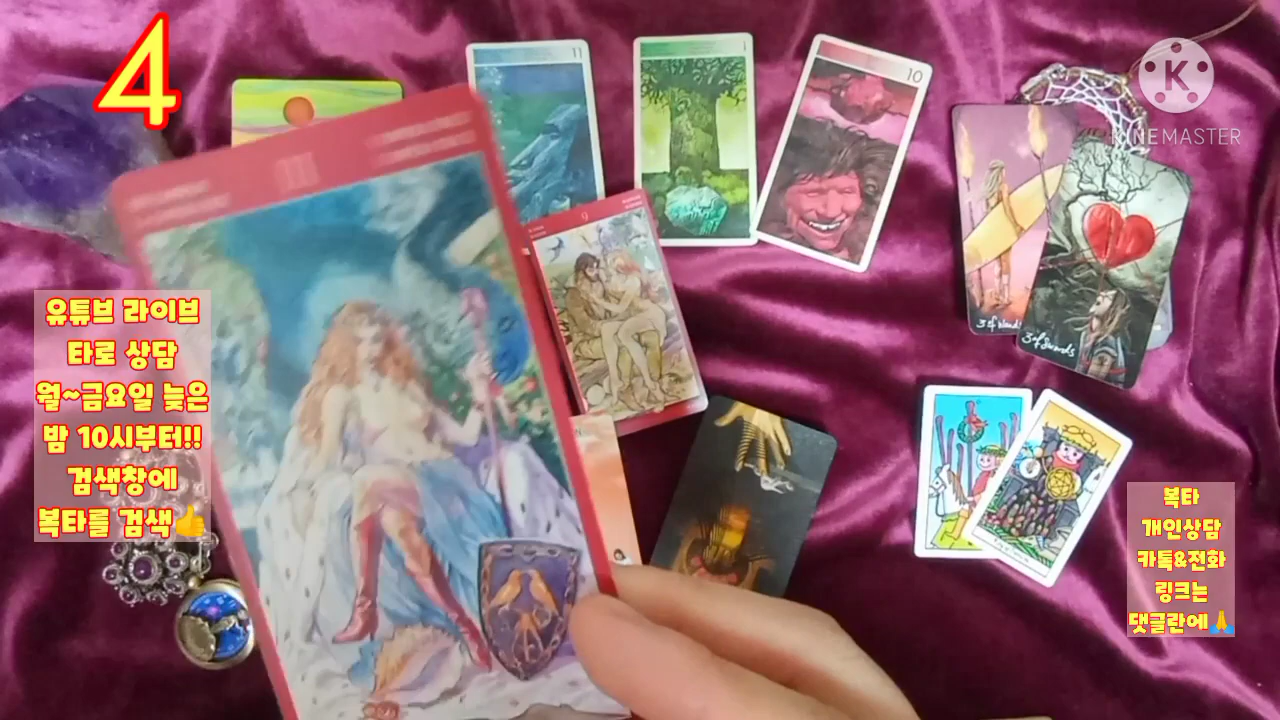 4
유튜브 라이브
타로 상담
월~금요일 늦은
밤 10시부터!!
검색창에
복타를 검색👍
III
11
1
10
9
K
KINEMASTER
3 of Wands
3 of Swords
복타
개인상담
카톡&전화
링크는
댓글란에🙏